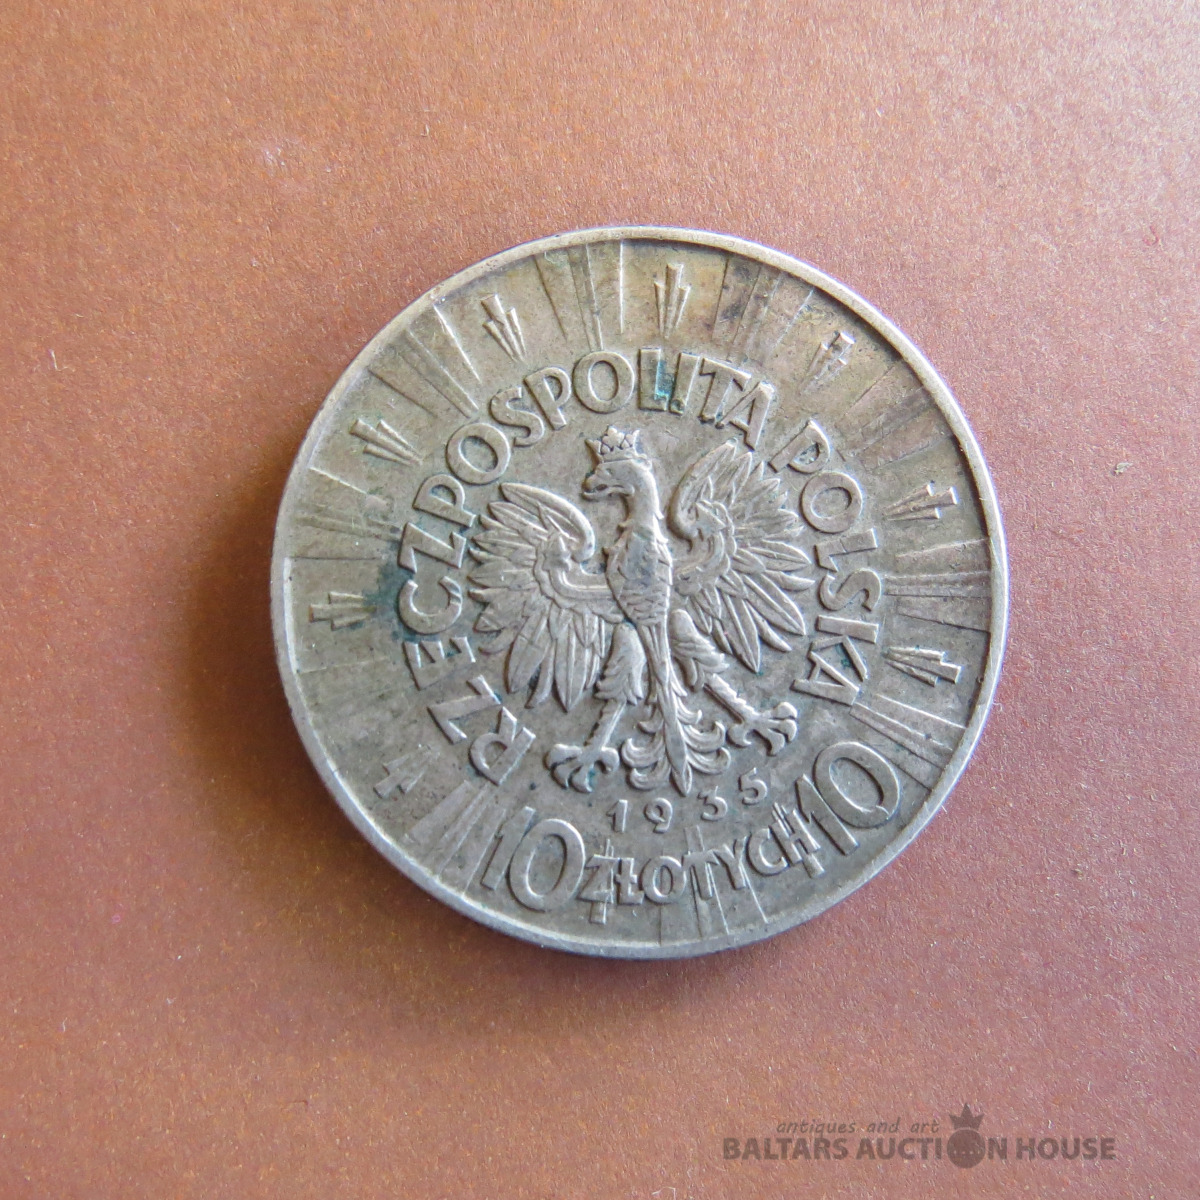 RZECZPOSPOLITA POLSKA
1935
10 ZŁOTYCH 10
antiques and art
BALTARS AUCTION HOUSE